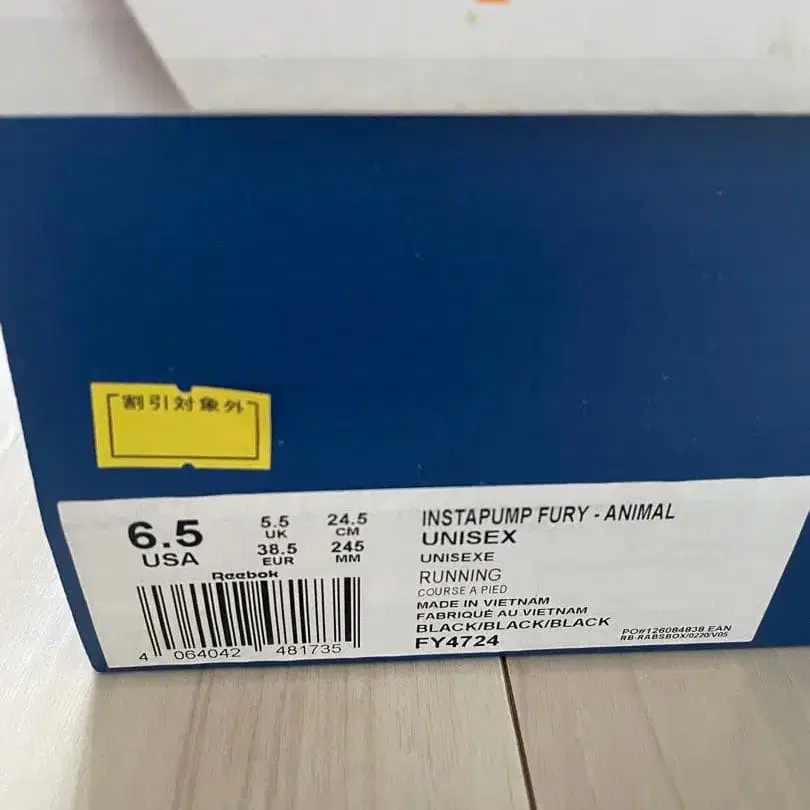 割引対象外
6.5
USA
5.5
UK
38.5
EUR
24.5
CM
245
MM
Reebok
4 064042 481735
INSTAPUMP FURY - ANIMAL
UNISEX
UNISEXE
RUNNING
COURSE A PIED
MADE IN VIETNAM
FABRIQUÉ AU VIETNAM
BLACK/BLACK/BLACK
FY4724
PO#126084838 EAN
RB-RABSBOX/0220/V05